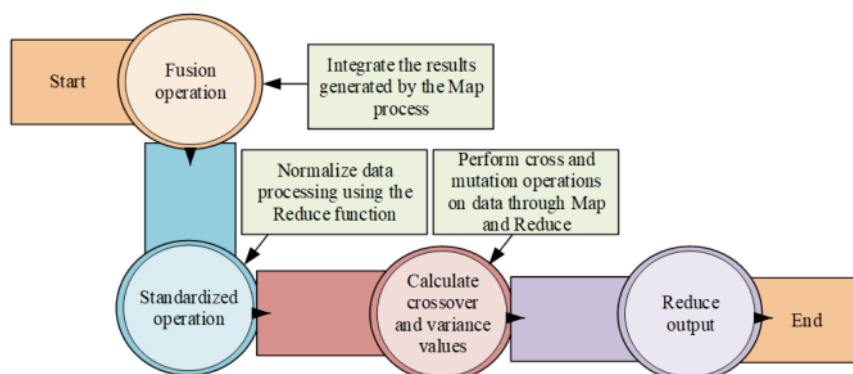 Start
Fusion
operation
Integrate the results
generated by the Map
process
Normalize data
processing using the
Reduce function
Perform cross and
mutation operations
on data through Map
and Reduce
Standardized
operation
Calculate
crossover
and variance
values
Reduce
output
End